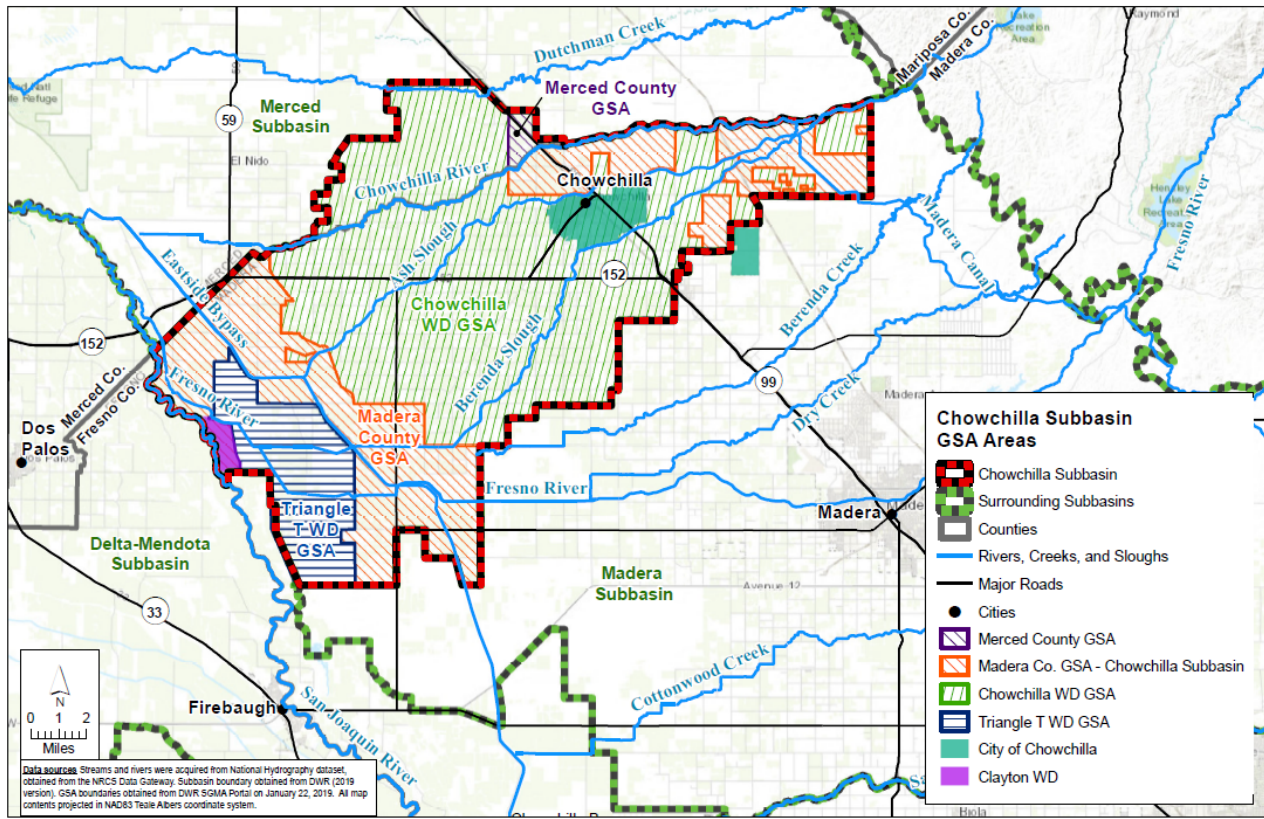 Lake
Recreation
Area
Raymond
Dutchman Creek
Mariposa Co.
Madera Co.
Merced County
GSA
Merced
Subbasin
59
El Nido
Chowchilla River
Chowchilla
Ash Slough
Madera Canal
Fresno River
Eastside Bypass
152
152
Chowchilla
WD GSA
Berenda Slough
Berenda Creek
152
Merced Co.
Fresno Co.
Fresno River
Dos
Palos
Madera
County
GSA
99
Dry Creek
Fresno River
Madera
Triangle
T WD
GSA
Delta-Mendota
Subbasin
Madera
Subbasin
Avenue 12
33
Cottonwood Creek
San Joaquin River
Firebaugh
0 1 2
Miles
N
Data sources Streams and rivers were acquired from National Hydrography dataset,
obtained from the NRCS Data Gateway. Subbasin boundary obtained from DWR (2019
version). GSA boundaries obtained from DWR SGMA Portal on January 22, 2019. All map
contents projected in NAD83 Teale Albers coordinate system.
Chowchilla Subbasin
GSA Areas
Chowchilla Subbasin
Surrounding Subbasins
Counties
Rivers, Creeks, and Sloughs
Major Roads
Cities
Merced County GSA
Madera Co. GSA - Chowchilla Subbasin
Chowchilla WD GSA
Triangle T WD GSA
City of Chowchilla
Clayton WD
Biola